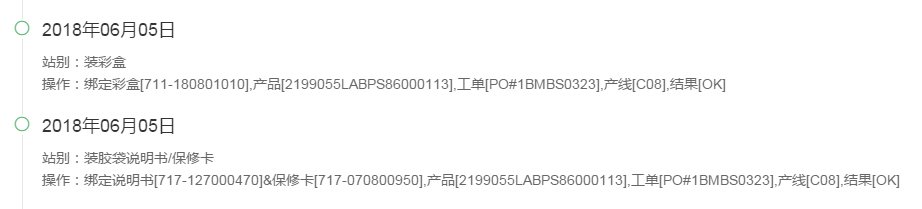 2018年06月05日
站别：装彩盒
操作：绑定彩盒[711-180801010],产品[2199055LABPS86000113],工单[PO#1BMBS0323],产线[C08],结果[OK]
2018年06月05日
站别：装胶袋说明书/保修卡
操作：绑定说明书[717-127000470]&保修卡[717-070800950],产品[2199055LABPS86000113],工单[PO#1BMBS0323],产线[C08],结果[OK]